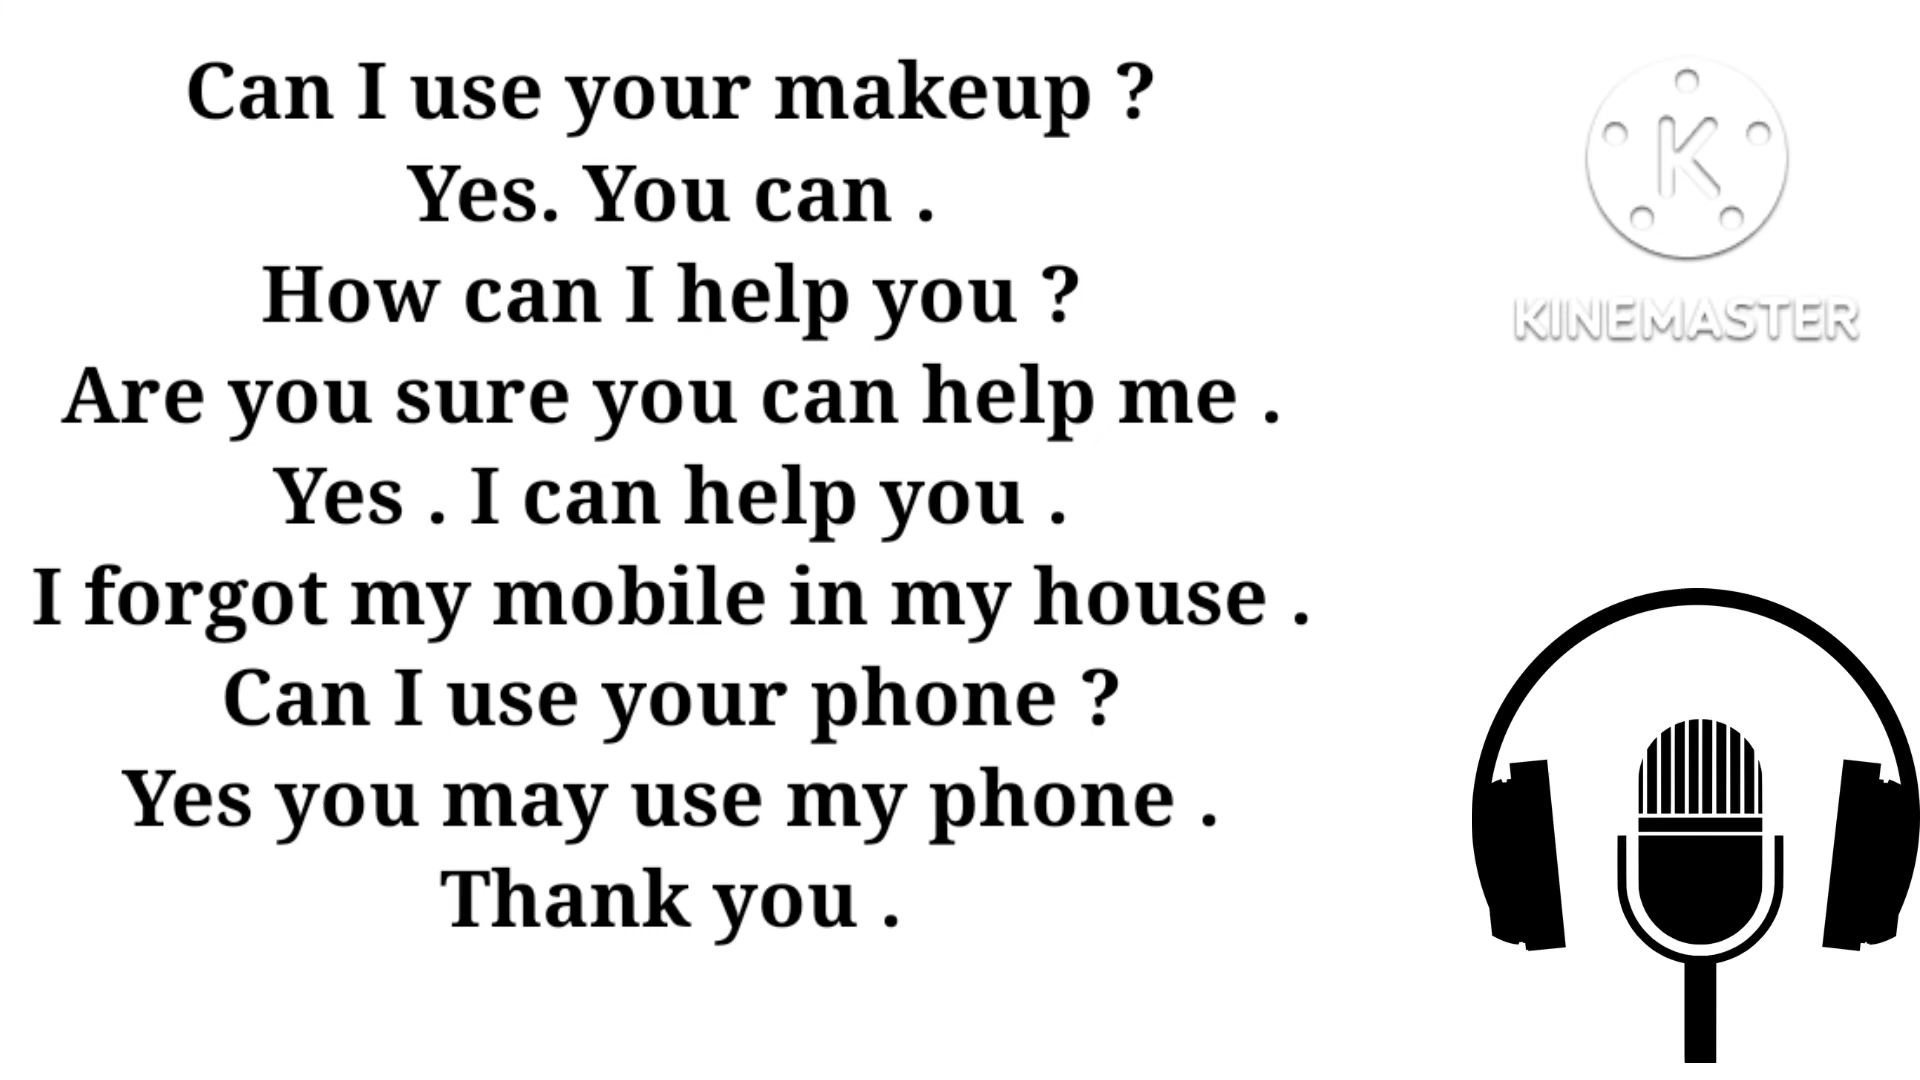 Can I use your makeup ?
Yes. You can .
How can I help you ?
Are you sure you can help me .
Yes . I can help you .
I forgot my mobile in my house .
Can I use your phone ?
Yes you may use my phone .
Thank you .
K
KINEMASTER